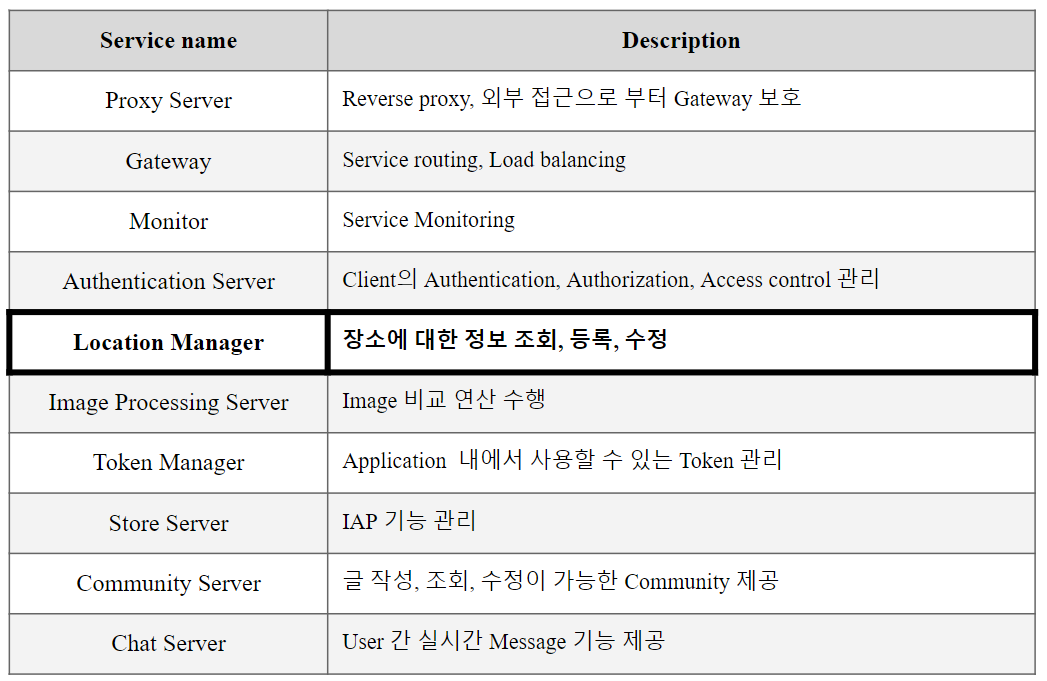 Service name Description
Proxy Server Reverse proxy, 외부 접근으로 부터 Gateway 보호
Gateway Service routing, Load balancing
Monitor Service Monitoring
Authentication Server Client의 Authentication, Authorization, Access control 관리
Location Manager 장소에 대한 정보 조회, 등록, 수정
Image Processing Server Image 비교 연산 수행
Token Manager Application 내에서 사용할 수 있는 Token 관리
Store Server IAP 기능 관리
Community Server 글 작성, 조회, 수정이 가능한 Community 제공
Chat Server User 간 실시간 Message 기능 제공